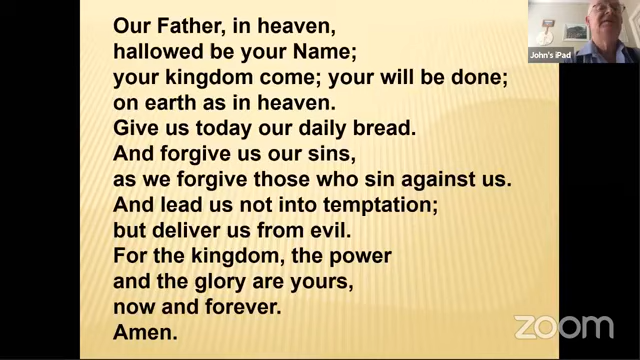 Our Father, in heaven,
hallowed be your Name;
your kingdom come; your will be done;
on earth as in heaven.
Give us today our daily bread.
And forgive us our sins,
as we forgive those who sin against us.
And lead us not into temptation;
but deliver us from evil.
For the kingdom, the power
and the glory are yours,
now and forever.
Amen.
John's iPad
zoom